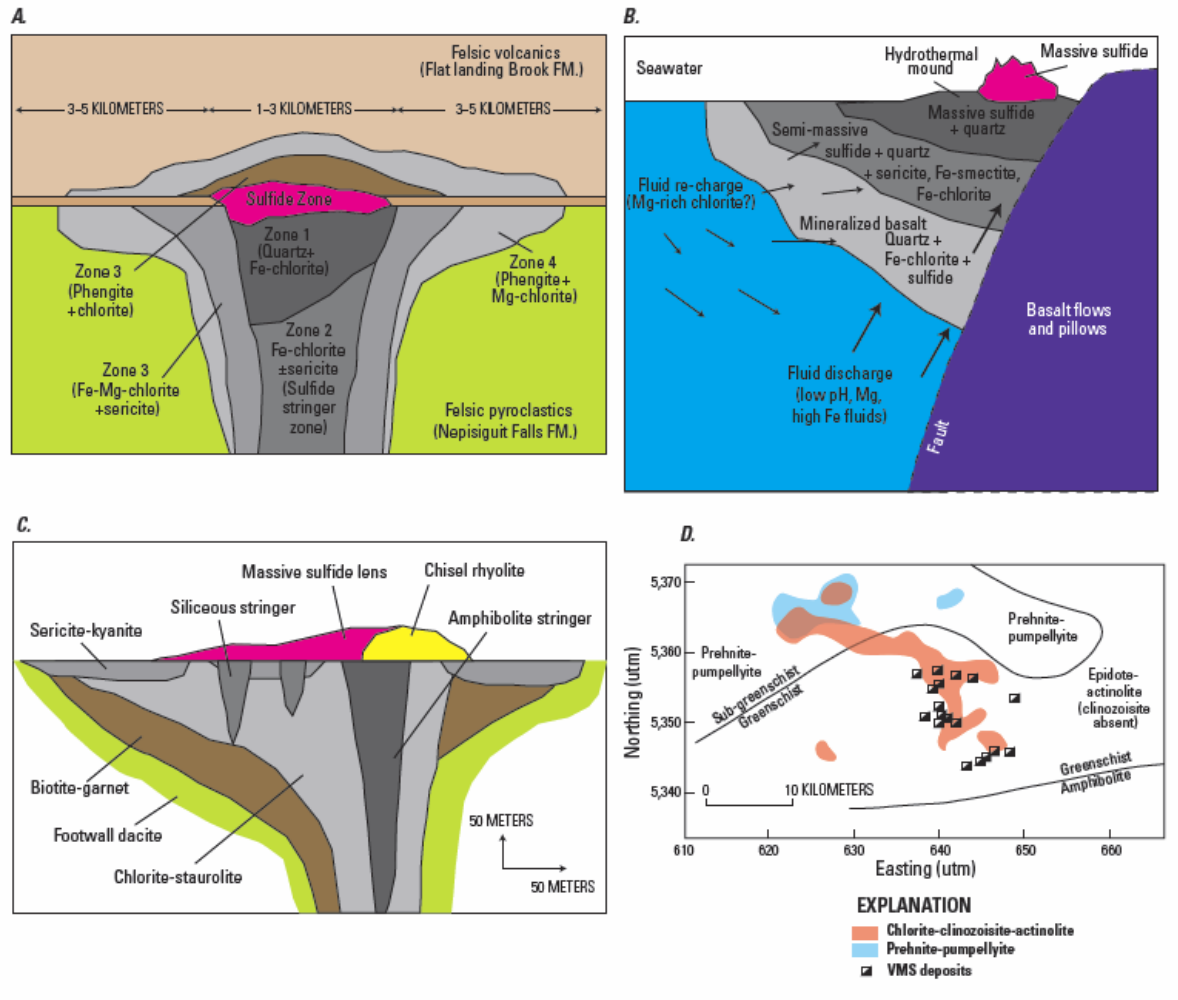 A.
Felsic volcanics
(Flat landing Brook FM.)
3–5 KILOMETERS
1–3 KILOMETERS
3–5 KILOMETERS
Sulfide Zone
Zone 1
(Quartz+
Fe-chlorite)
Zone 3
(Phengite
+chlorite)
Zone 4
(Phengite+
Mg-chlorite)
Zone 2
Fe-chlorite
±sericite
(Sulfide
stringer
zone)
Zone 3
(Fe-Mg-chlorite
+sericite)
Felsic pyroclastics
(Nepisiguit Falls FM.)
B.
Seawater
Hydrothermal
mound
Massive sulfide
Massive sulfide
+ quartz
Semi-massive
sulfide + quartz
+ sericite, Fe-smectite,
Fe-chlorite
Fluid re-charge
(Mg-rich chlorite?)
Mineralized basalt
Quartz +
Fe-chlorite +
sulfide
Basalt flows
and pillows
Fluid discharge
(low pH, Mg,
high Fe fluids)
Fault
C.
Massive sulfide lens
Chisel rhyolite
Siliceous stringer
Amphibolite stringer
Sericite-kyanite
Biotite-garnet
Footwall dacite
Chlorite-staurolite
50 METERS
50 METERS
D.
5,370
5,360
5,350
5,340
Northing (utm)
Prehnite-
pumpellyite
Prehnite-
pumpellyite
Sub-greenschist
Greenschist
Epidote-
actinolite
(clinozoisite
absent)
Greenschist
Amphibolite
0
10 KILOMETERS
610
620
630
640
650
660
Easting (utm)
EXPLANATION
Chlorite-clinozoisite-actinolite
Prehnite-pumpellyite
VMS deposits